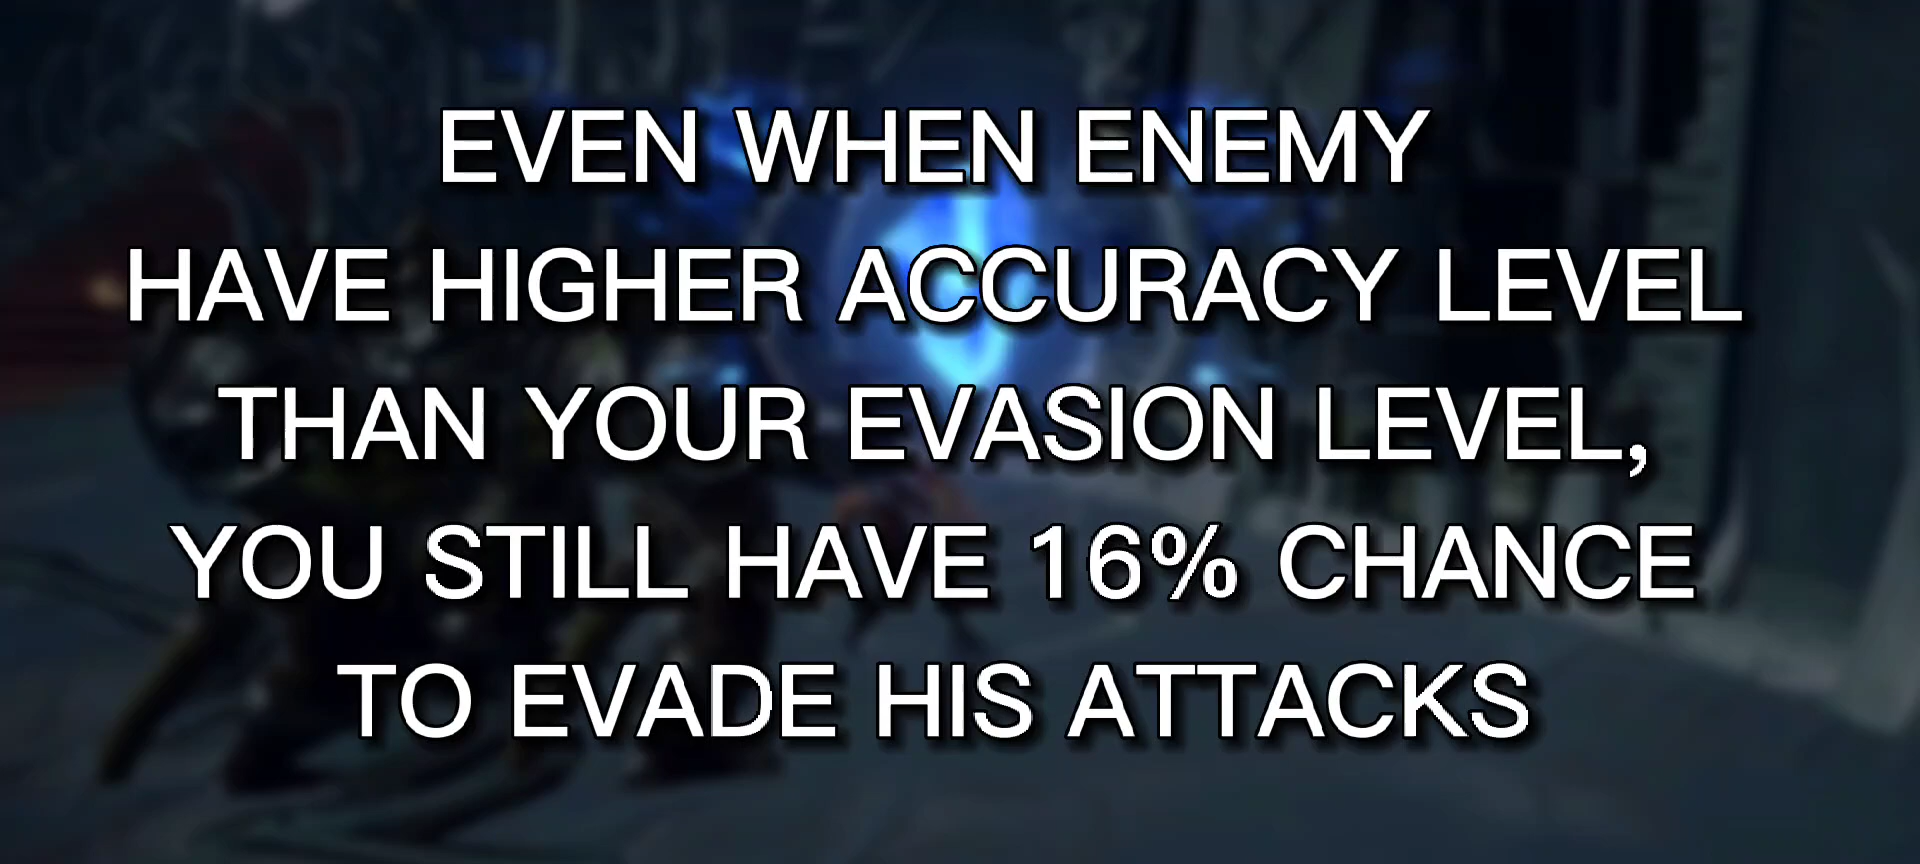 EVEN WHEN ENEMY
HAVE HIGHER ACCURACY LEVEL
THAN YOUR EVASION LEVEL,
YOU STILL HAVE 16% CHANCE
TO EVADE HIS ATTACKS